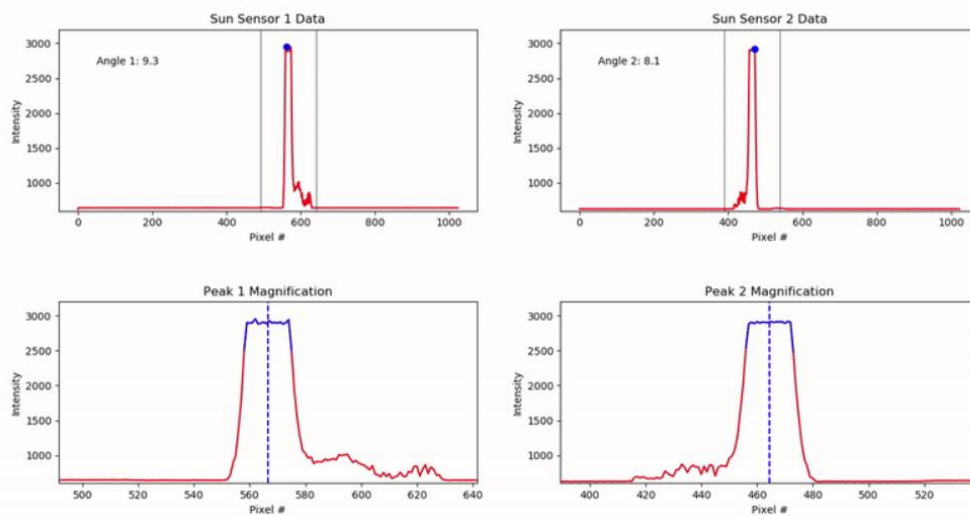 Sun Sensor 1 Data
Angle 1: 9.3
Intensity
3000
2500
2000
1500
1000
0 200 400 600 800 1000
Pixel #
Sun Sensor 2 Data
Angle 2: 8.1
Intensity
3000
2500
2000
1500
1000
0 200 400 600 800 1000
Pixel #
Peak 1 Magnification
Intensity
3000
2500
2000
1500
1000
500 520 540 560 580 600 620 640
Pixel #
Peak 2 Magnification
Intensity
3000
2500
2000
1500
1000
400 420 440 460 480 500 520
Pixel #